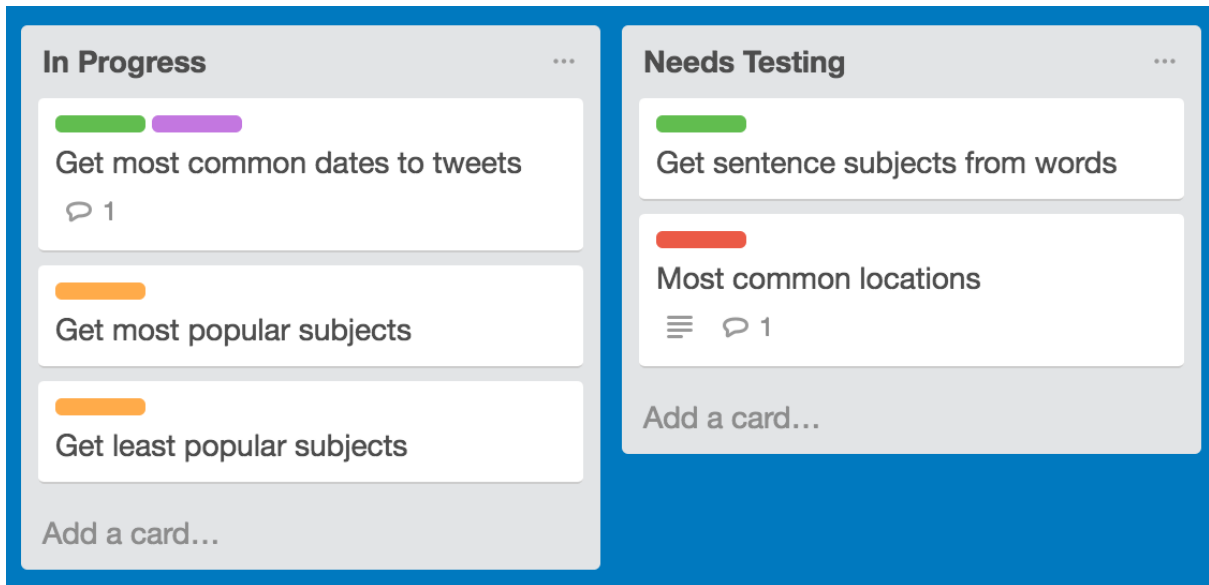 In Progress
Get most common dates to tweets
1
Get most popular subjects
Get least popular subjects
Add a card…
Needs Testing
Get sentence subjects from words
Most common locations
1
Add a card…